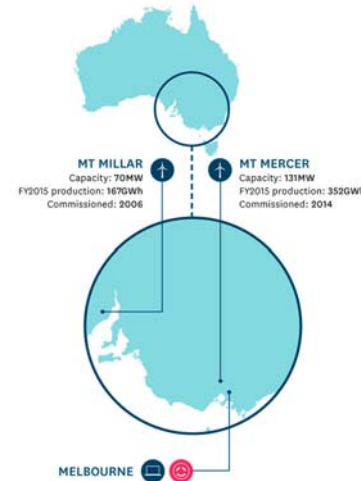 MT MILLAR
Capacity: 70MW
FY2015 production: 167GWh
Commissioned: 2006
MT MERCER
Capacity: 131MW
FY2015 production: 352GWh
Commissioned: 2014
MELBOURNE